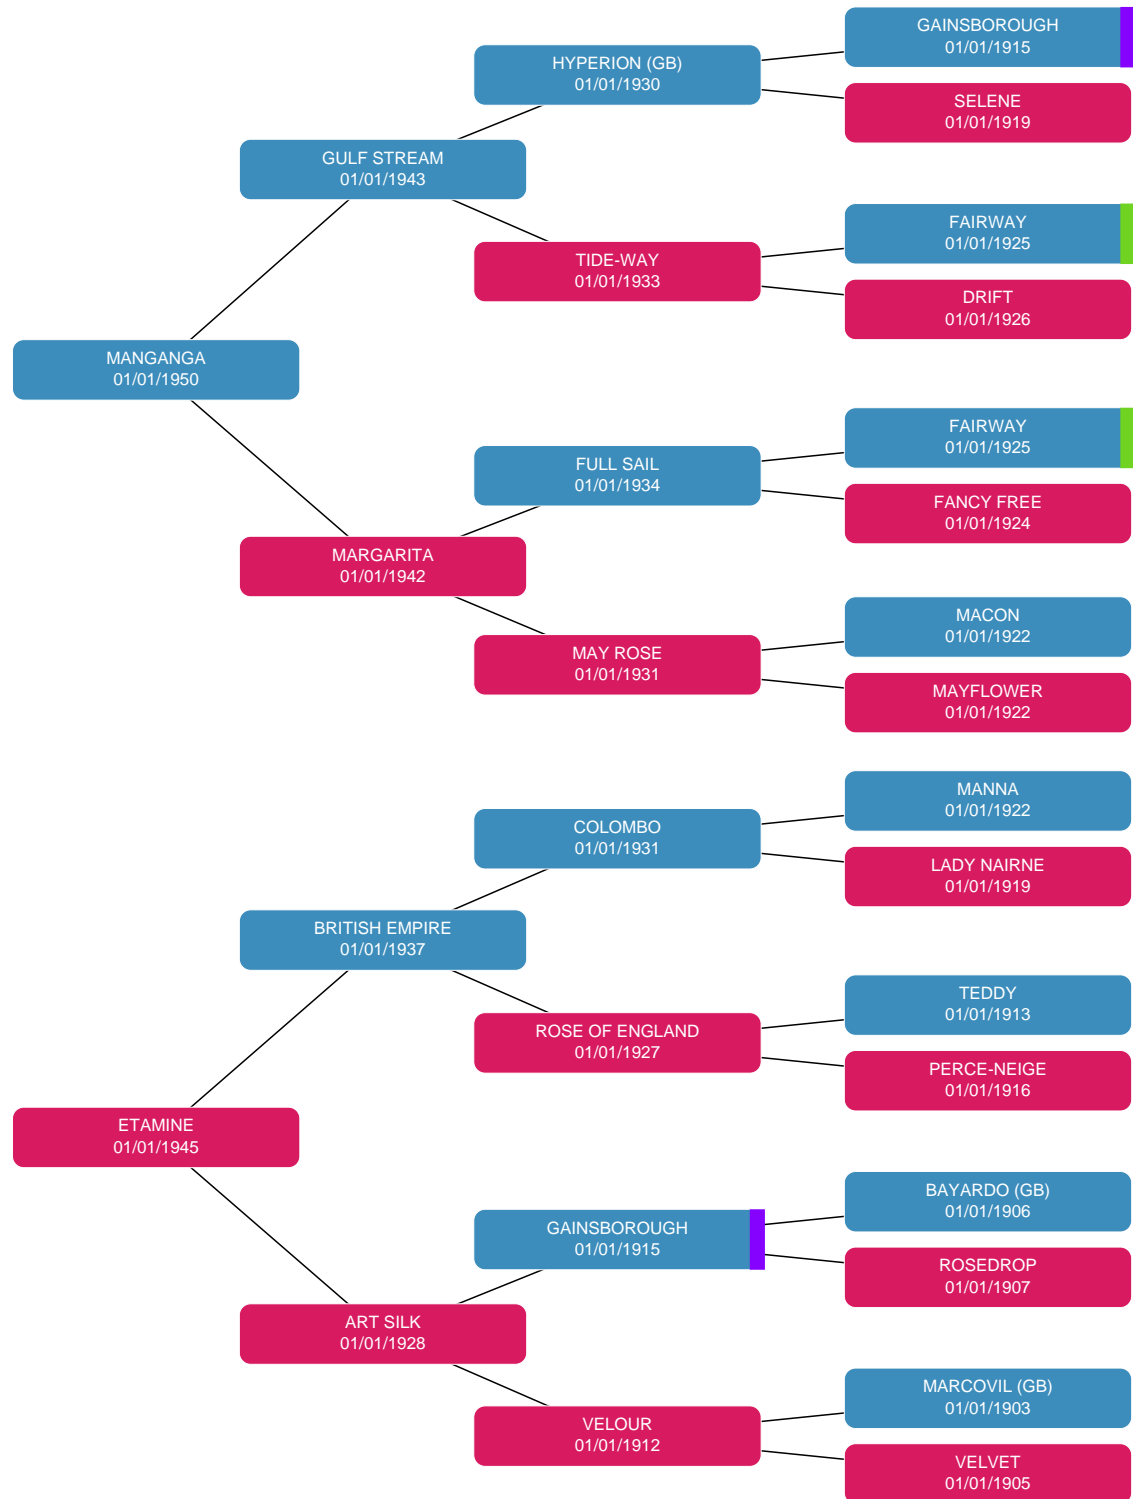 GAINSBOROUGH
01/01/1915
HYPERION (GB)
01/01/1930
SELENE
01/01/1919
GULF STREAM
01/01/1943
FAIRWAY
01/01/1925
TIDE-WAY
01/01/1933
DRIFT
01/01/1926
MANGANGA
01/01/1950
FAIRWAY
01/01/1925
FULL SAIL
01/01/1934
FANCY FREE
01/01/1924
MARGARITA
01/01/1942
MACON
01/01/1922
MAY ROSE
01/01/1931
MAYFLOWER
01/01/1922
MANNA
01/01/1922
COLOMBO
01/01/1931
LADY NAIRNE
01/01/1919
BRITISH EMPIRE
01/01/1937
TEDDY
01/01/1913
ROSE OF ENGLAND
01/01/1927
PERCE-NEIGE
01/01/1916
ETAMINE
01/01/1945
BAYARDO (GB)
01/01/1906
GAINSBOROUGH
01/01/1915
ROSEDROP
01/01/1907
ART SILK
01/01/1928
MARCOVIL (GB)
01/01/1903
VELOUR
01/01/1912
VELVET
01/01/1905